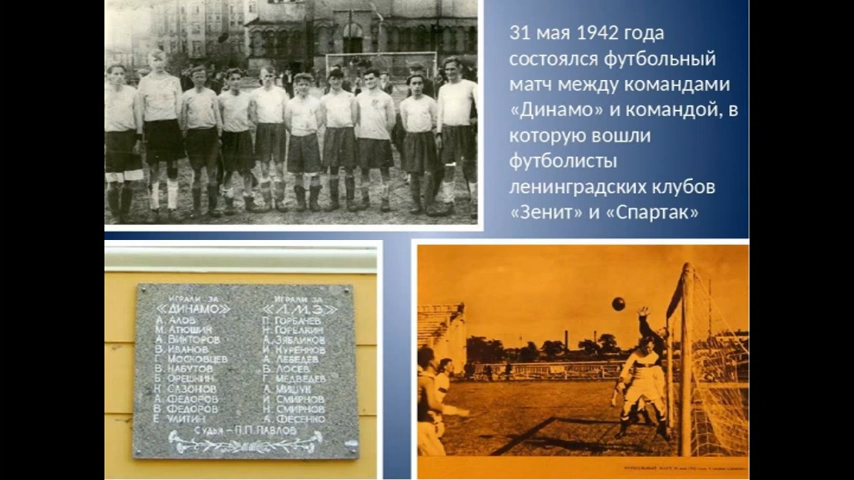 31 мая 1942 года
состоялся футбольный
матч между командами
«Динамо» и командой, в
которую вошли
футболисты
ленинградских клубов
«Зенит» и «Спартак»
ИГРАЛИ ЗА
«ДИНАМО»
А. АЛОВ
М. АТЮШИН
А. ВИКТОРОВ
В. ИВАНОВ
Г. МОСКОВЦЕВ
В. НАБУТОВ
Б. ОРЕШКИН
К. САЗОНОВ
А. ФЕДОРОВ
В. ФЕДОРОВ
Е. УЛИТИН
ИГРАЛИ ЗА
«Л.М.З»
П. ГОРБАЧЕВ
Н. ГОРЕЛКИН
А. ЗЯБЛИКОВ
И. КУРЕНКОВ
А. ЛЕБЕДЕВ
В. ЛОСЕВ
Г. МЕДВЕДЕВ
А. МИШУК
И. СМИРНОВ
Н. СМИРНОВ
А. ФЕСЕНКО
СУДЬЯ – П.П. ПАВЛОВ
ФУТБОЛЬНЫЙ МАТЧ